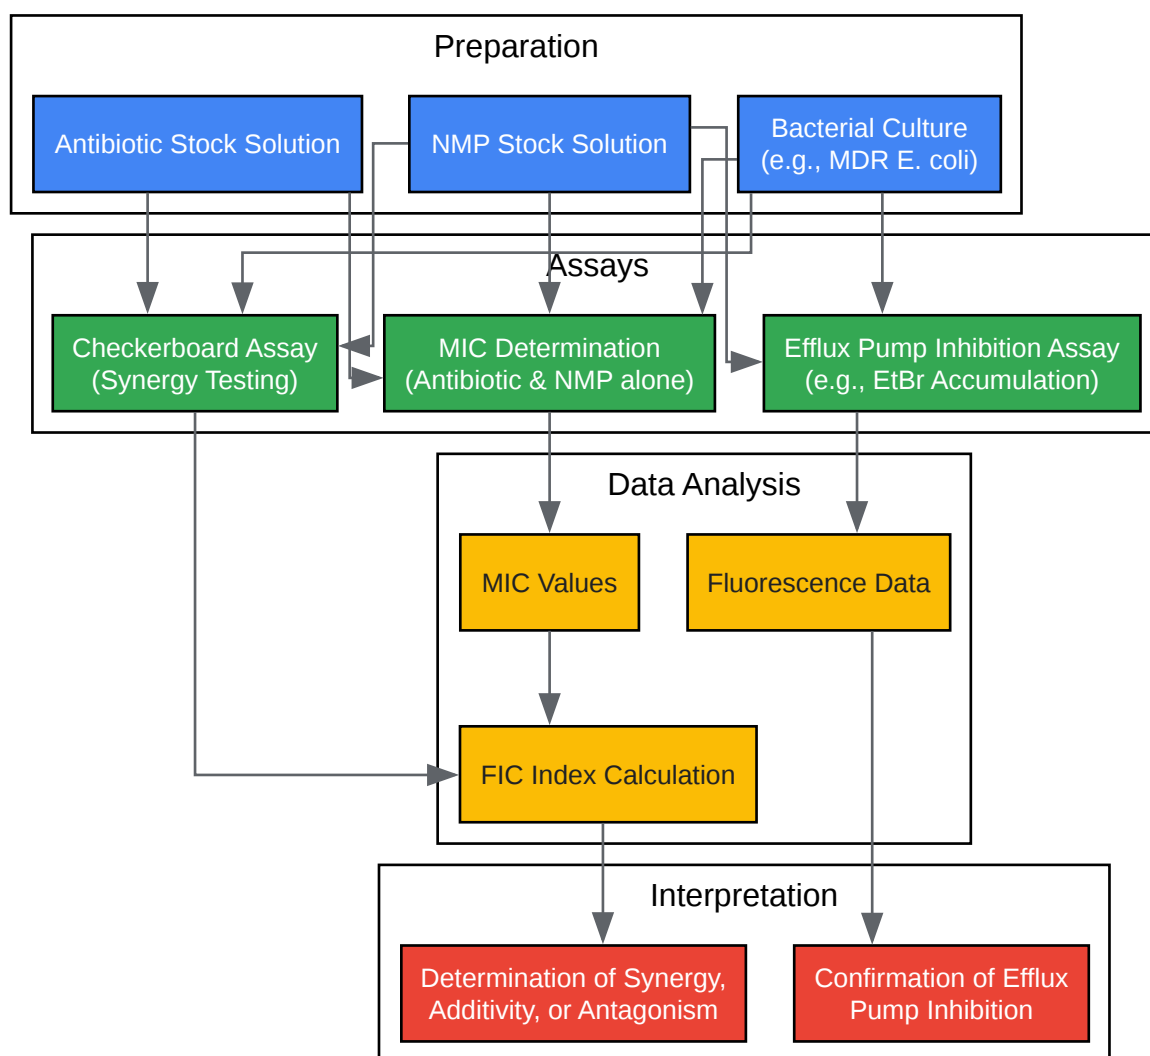 Preparation
Antibiotic Stock Solution
NMP Stock Solution
Bacterial Culture
(e.g., MDR E. coli)
Assays
Checkerboard Assay
(Synergy Testing)
MIC Determination
(Antibiotic & NMP alone)
Efflux Pump Inhibition Assay
(e.g., EtBr Accumulation)
Data Analysis
MIC Values
Fluorescence Data
FIC Index Calculation
Interpretation
Determination of Synergy,
Additivity, or Antagonism
Confirmation of Efflux
Pump Inhibition